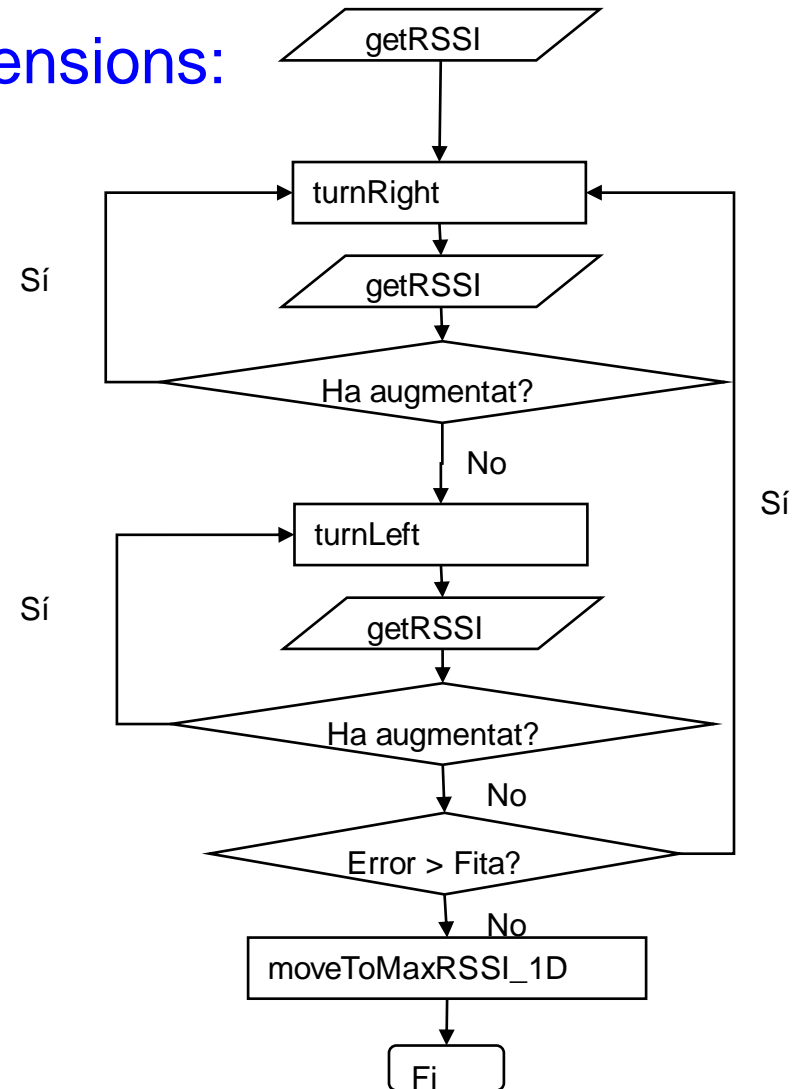 ensions:
getRSSI
turnRight
Sí
getRSSI
Ha augmentat?
No
Sí
turnLeft
Sí
getRSSI
Ha augmentat?
No
Error > Fita?
No
moveToMaxRSSI_1D
Fi